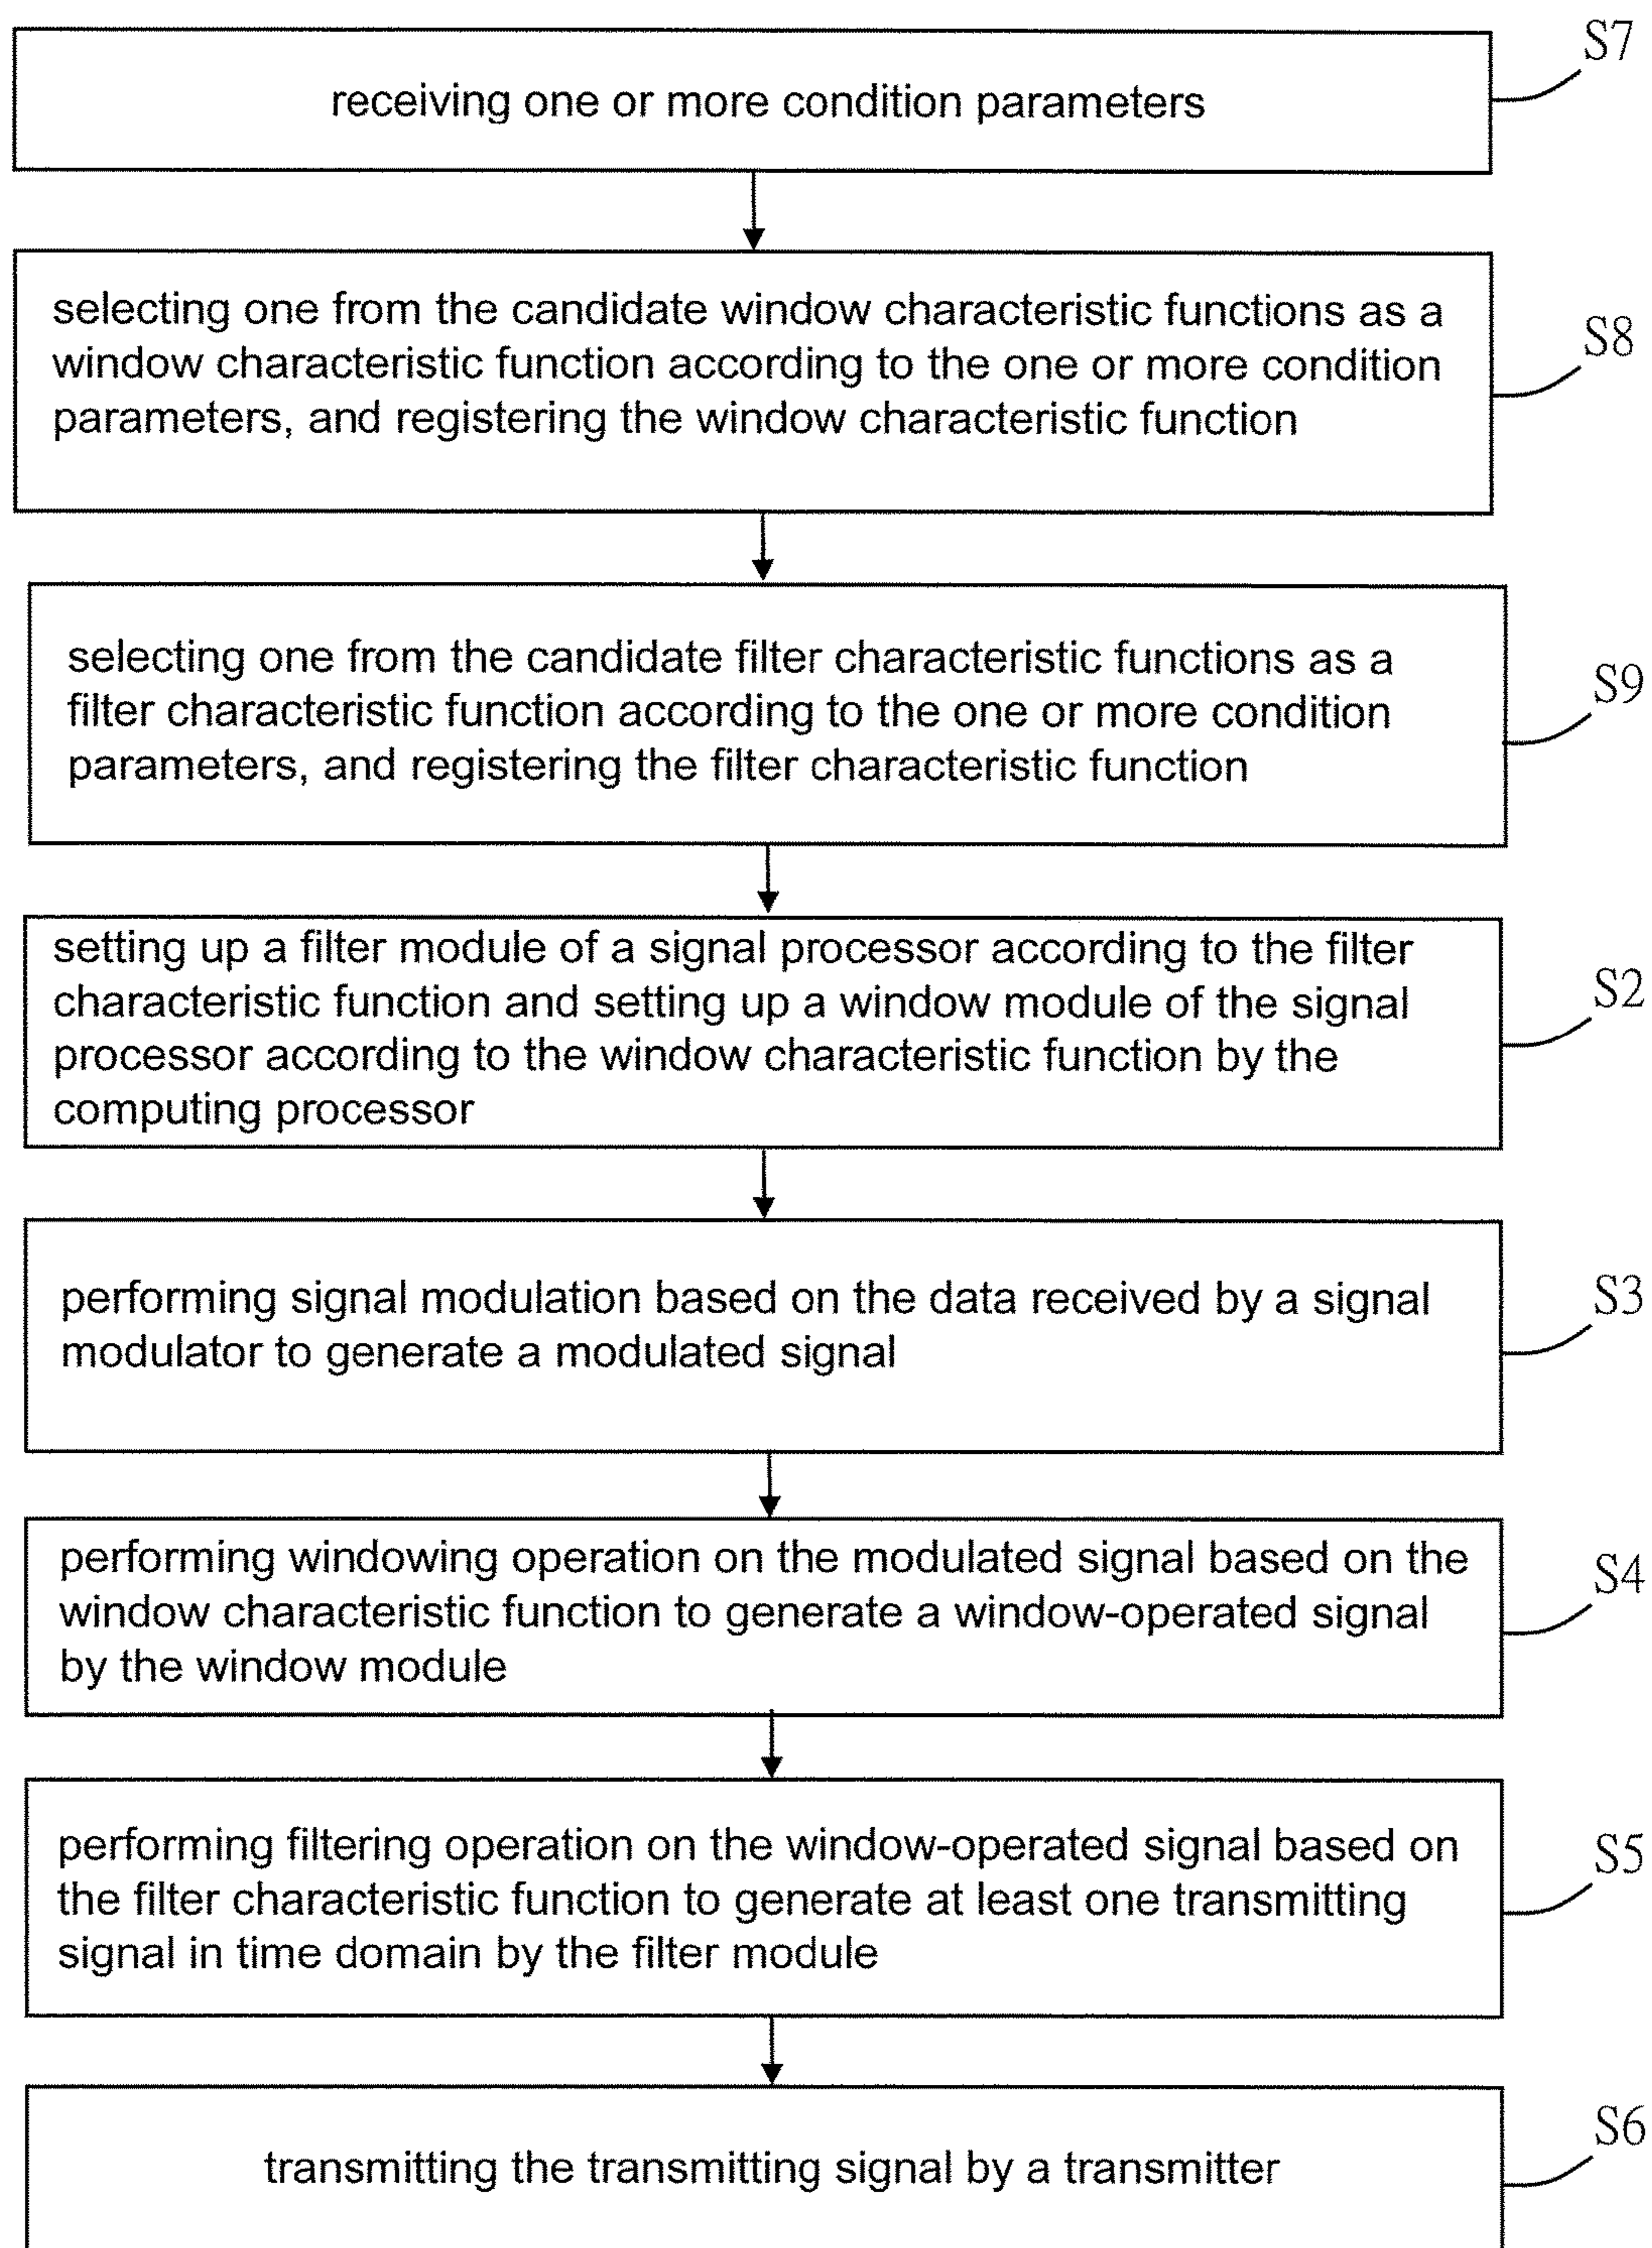 S7
receiving one or more condition parameters
selecting one from the candidate window characteristic functions as a
window characteristic function according to the one or more condition
parameters, and registering the window characteristic function
S8
selecting one from the candidate filter characteristic functions as a
filter characteristic function according to the one or more condition
parameters, and registering the filter characteristic function
S9
setting up a filter module of a signal processor according to the filter
characteristic function and setting up a window module of the signal
processor according to the window characteristic function by the
computing processor
S2
performing signal modulation based on the data received by a signal
modulator to generate a modulated signal
S3
performing windowing operation on the modulated signal based on the
window characteristic function to generate a window-operated signal
by the window module
S4
performing filtering operation on the window-operated signal based on
the filter characteristic function to generate at least one transmitting
signal in time domain by the filter module
S5
transmitting the transmitting signal by a transmitter
S6